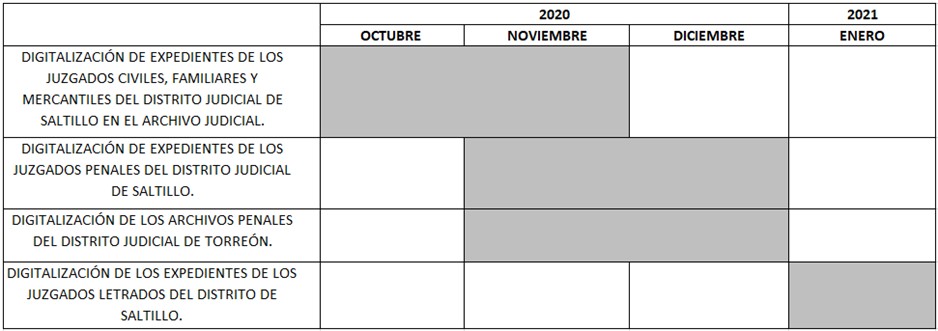 2020
2021
OCTUBRE
NOVIEMBRE
DICIEMBRE
ENERO
DIGITALIZACIÓN DE EXPEDIENTES DE LOS
JUZGADOS CIVILES, FAMILIARES Y
MERCANTILES DEL DISTRITO JUDICIAL DE
SALTILLO EN EL ARCHIVO JUDICIAL.
DIGITALIZACIÓN DE EXPEDIENTES DE LOS
JUZGADOS PENALES DEL DISTRITO JUDICIAL
DE SALTILLO.
DIGITALIZACIÓN DE LOS ARCHIVOS PENALES
DEL DISTRITO JUDICIAL DE TORREÓN.
DIGITALIZACIÓN DE LOS EXPEDIENTES DE LOS
JUZGADOS LETRADOS DEL DISTRITO DE
SALTILLO.